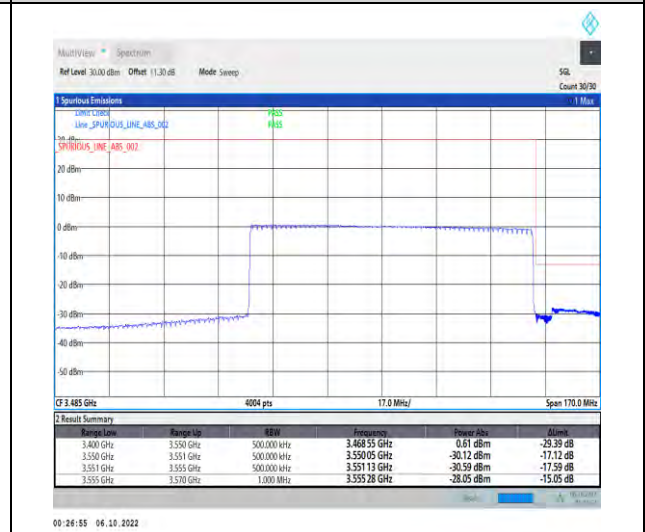 MultiView Spectrum
Ref Level 30.00 dBm Offset 11.30 dB Mode Sweep SGL
Count 30/30
1 Spurious Emissions 1 Max
Limit Check PASS
Line _SPURIOUS_LINE_ABS_002 PASS
30 dBm
_SPURIOUS_LINE_ABS_002
20 dBm
10 dBm
0 dBm
-10 dBm
-20 dBm
-30 dBm
-40 dBm
-50 dBm
CF 3.485 GHz 4004 pts 17.0 MHz/ Span 170.0 MHz
2 Result Summary
Range Low Range Up RBW Frequency Power Abs ΔLimit
3.400 GHz 3.550 GHz 500.000 kHz 3.468 55 GHz 0.61 dBm -29.39 dB
3.550 GHz 3.551 GHz 500.000 kHz 3.550 05 GHz -30.12 dBm -17.12 dB
3.551 GHz 3.555 GHz 500.000 kHz 3.551 13 GHz -30.59 dBm -17.59 dB
3.555 GHz 3.570 GHz 1.000 MHz 3.555 28 GHz -28.05 dBm -15.05 dB
00:26:55 06.10.2022